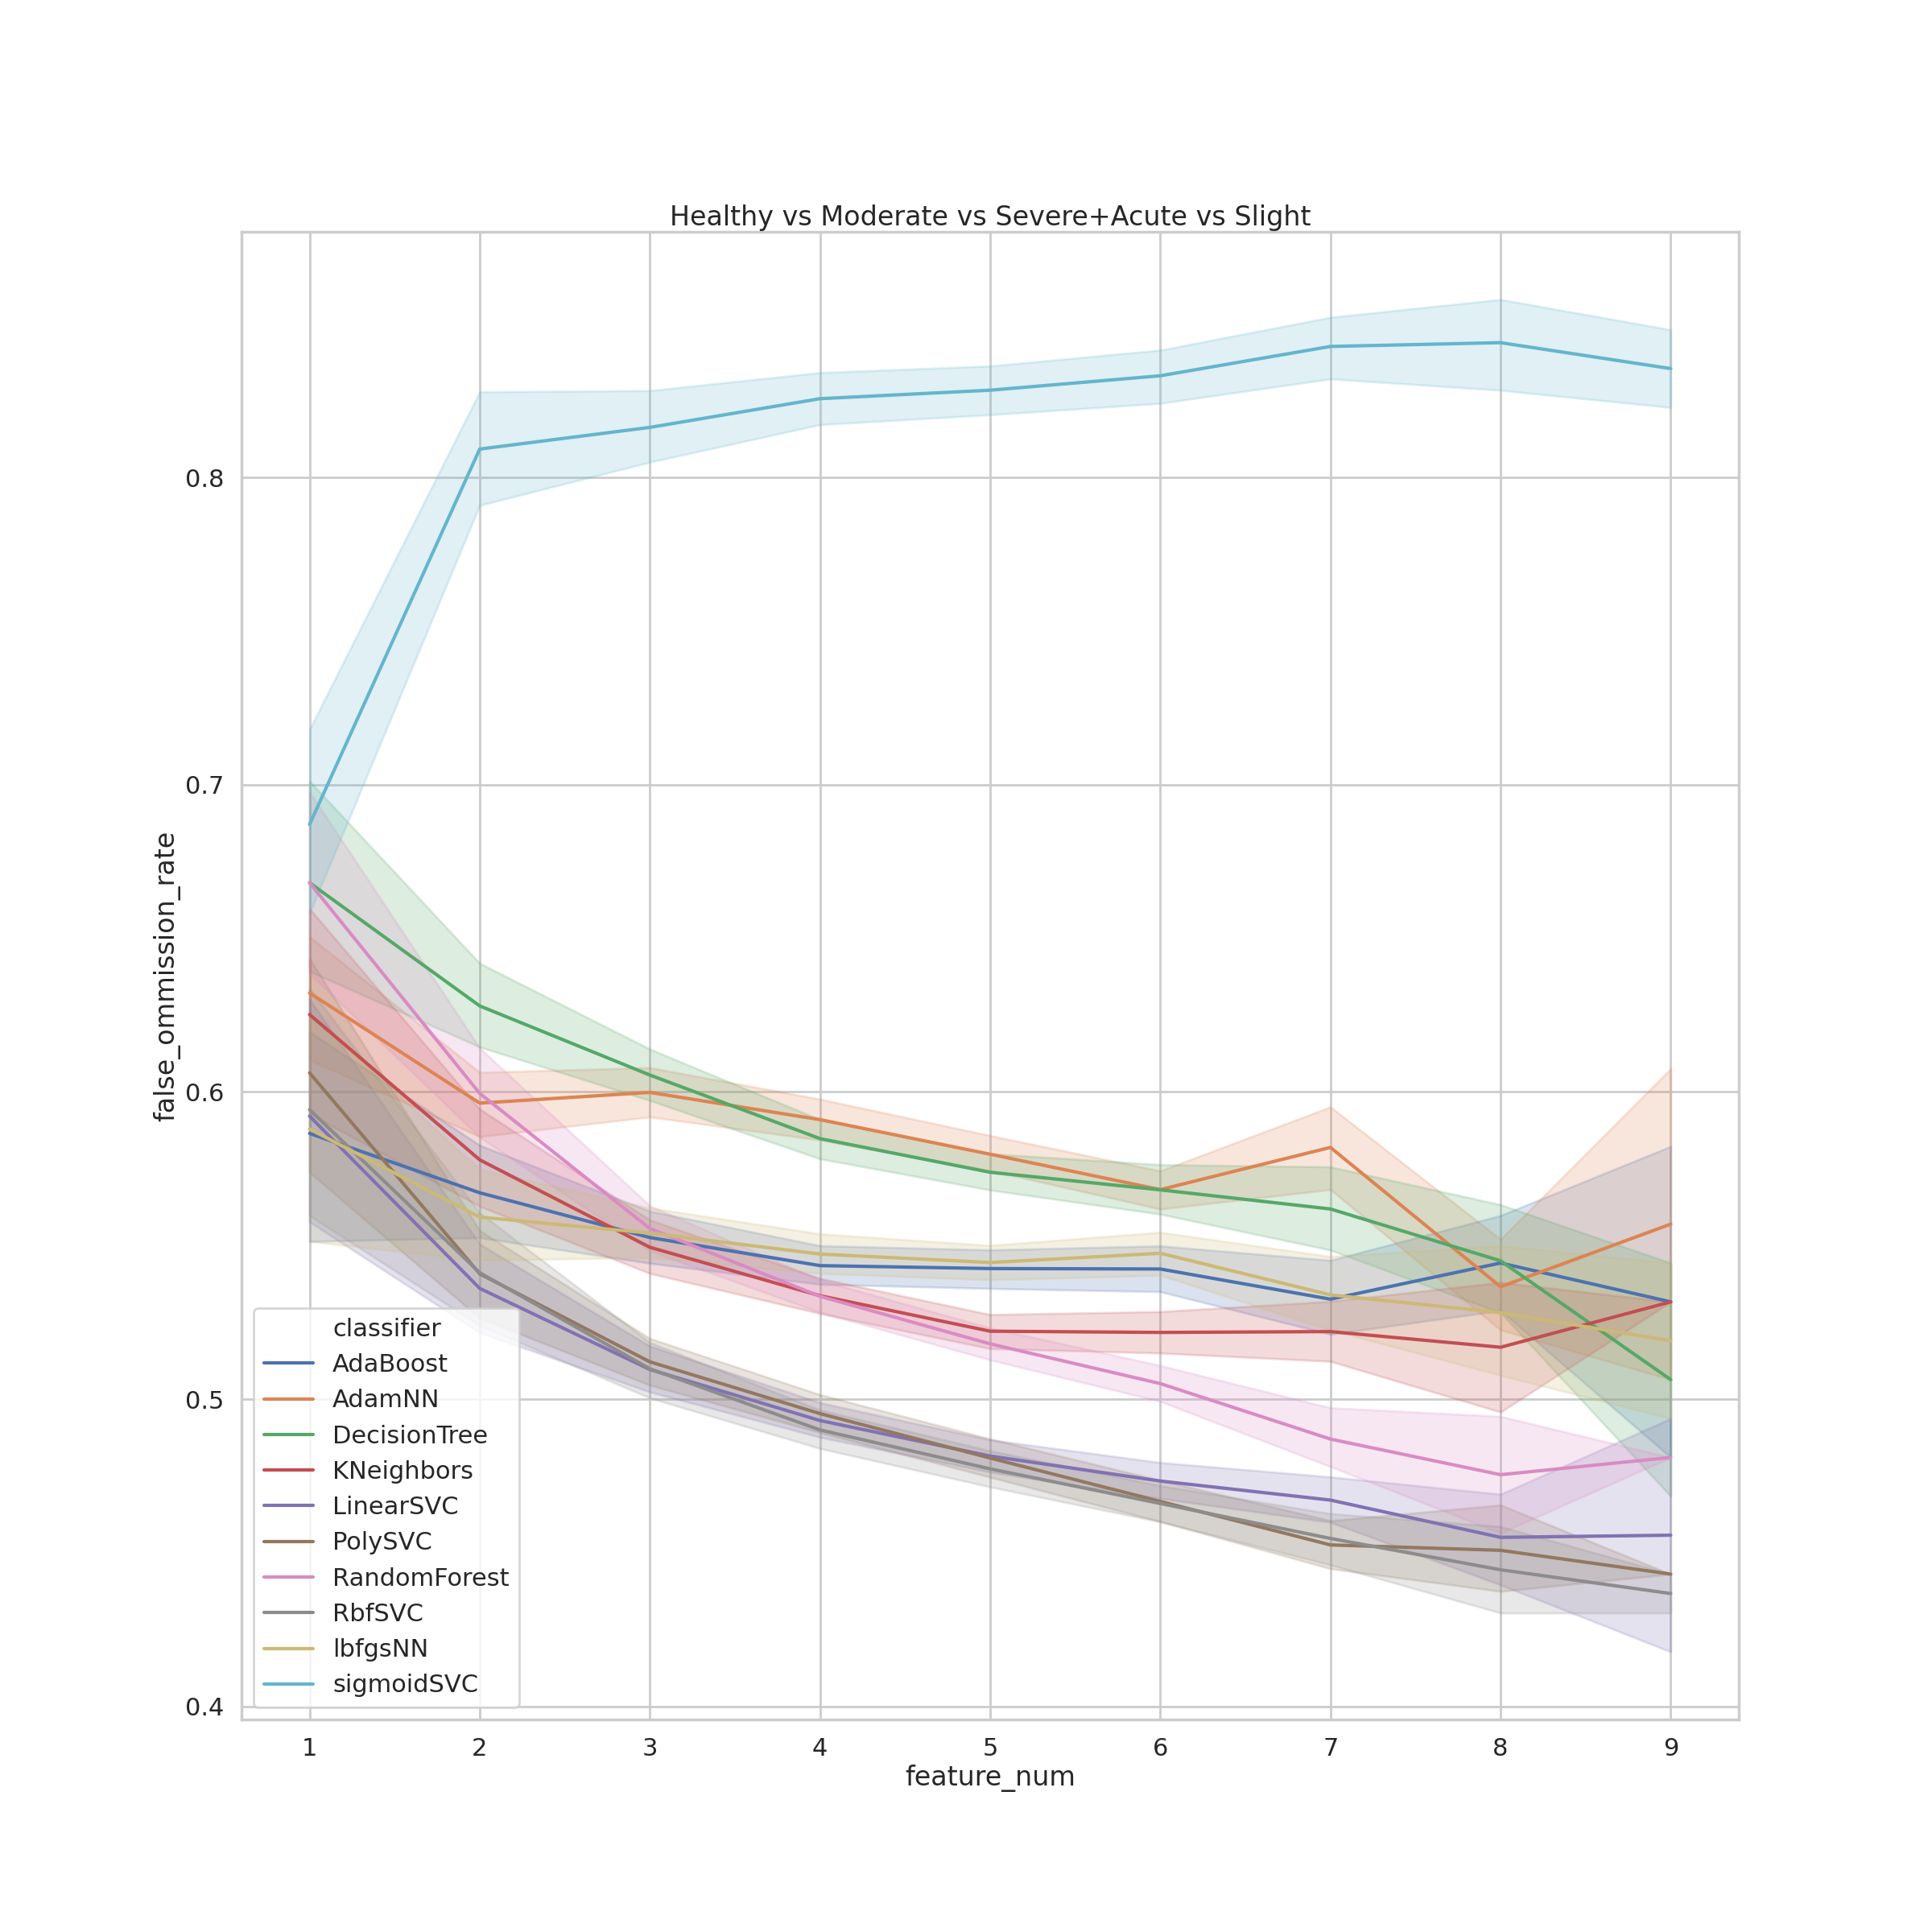 Healthy vs Moderate vs Severe+Acute vs Slight
false_ommission_rate
0.8
0.7
0.6
0.5
0.4
classifier
AdaBoost
AdamNN
DecisionTree
KNeighbors
LinearSVC
PolySVC
RandomForest
RbfSVC
lbfgsNN
sigmoidSVC
1 2 3 4 5 6 7 8 9
feature_num